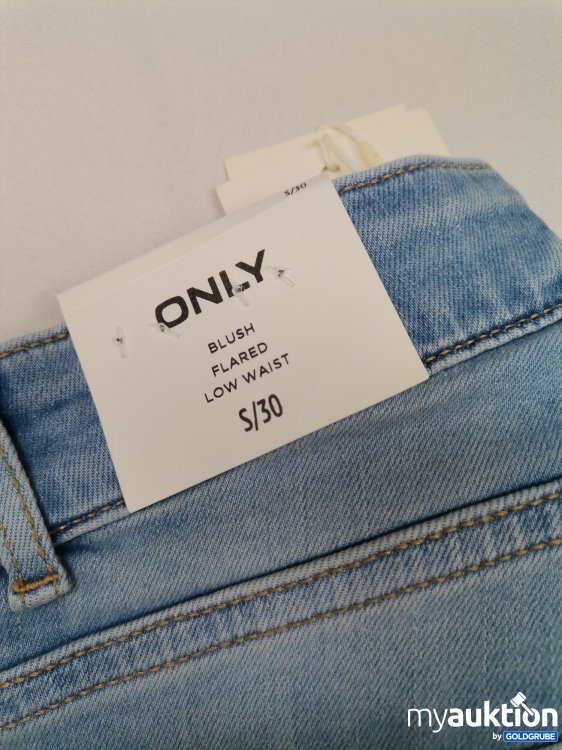 S/30
ONLY
BLUSH
FLARED
LOW WAIST
S/30
myauktion
by GOLDGRUBE